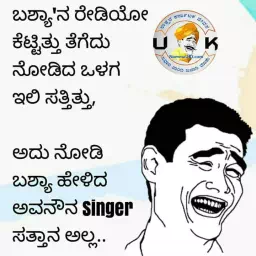 ಬಶ್ಯಾ'ನ ರೇಡಿಯೋ
ಕೆಟ್ಟಿತ್ತು ತೆಗೆದು
ನೋಡಿದ ಒಳಗ
ಇಲಿ ಸತ್ತಿತ್ತು,
U K
ಅದು ನೋಡಿ
ಬಶ್ಯಾ ಹೇಳಿದ
ಅವನೌನ Singer
ಸತ್ತಾನ ಅಲ್ಲ..